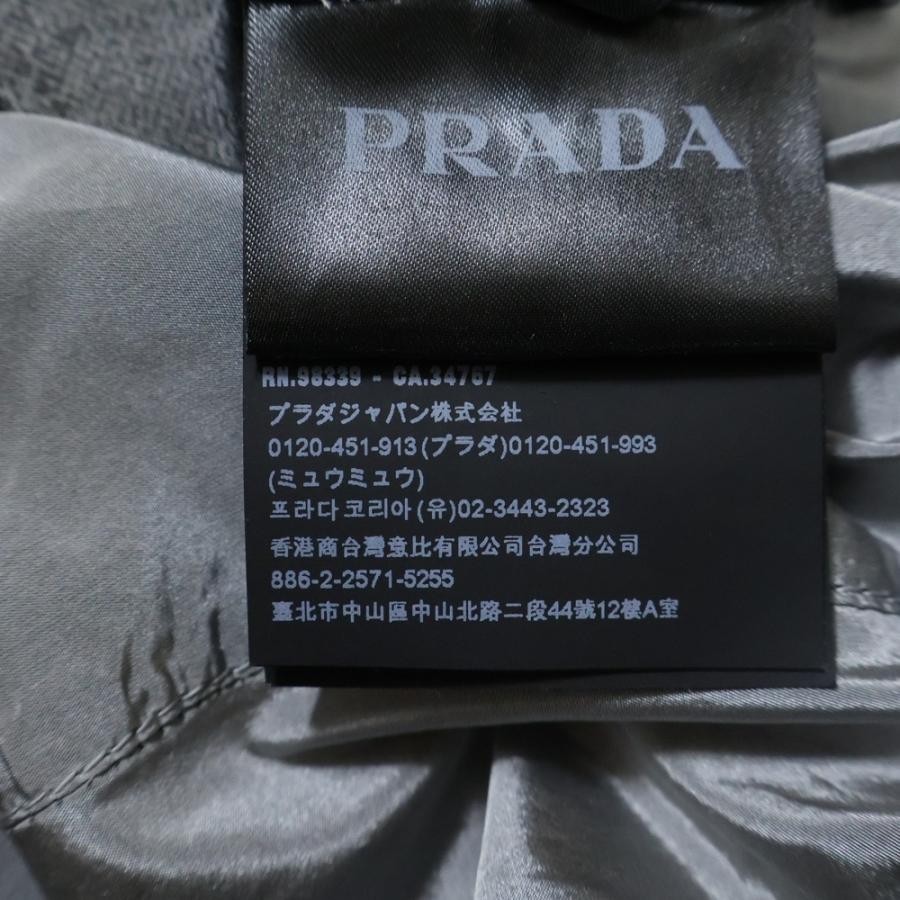 PRADA
RN.98339 - CA.34767
プラダジャパン株式会社
0120-451-913(プラダ)0120-451-993
(ミュウミュウ)
프라다코리아(유)02-3443-2323
香港商台灣意比有限公司台灣分公司
886-2-2571-5255
臺北市中山區中山北路二段44號12樓A室